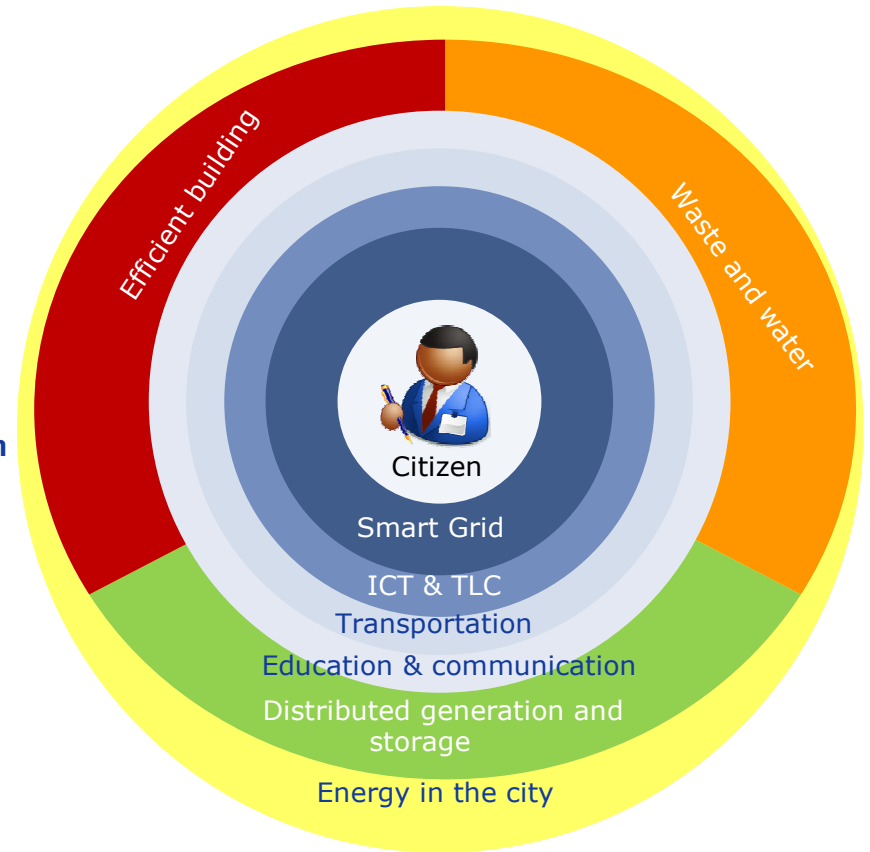 Efficient building
Waste and water
Citizen
Smart Grid
ICT & TLC
Transportation
Education & communication
Distributed generation and
storage
Energy in the city